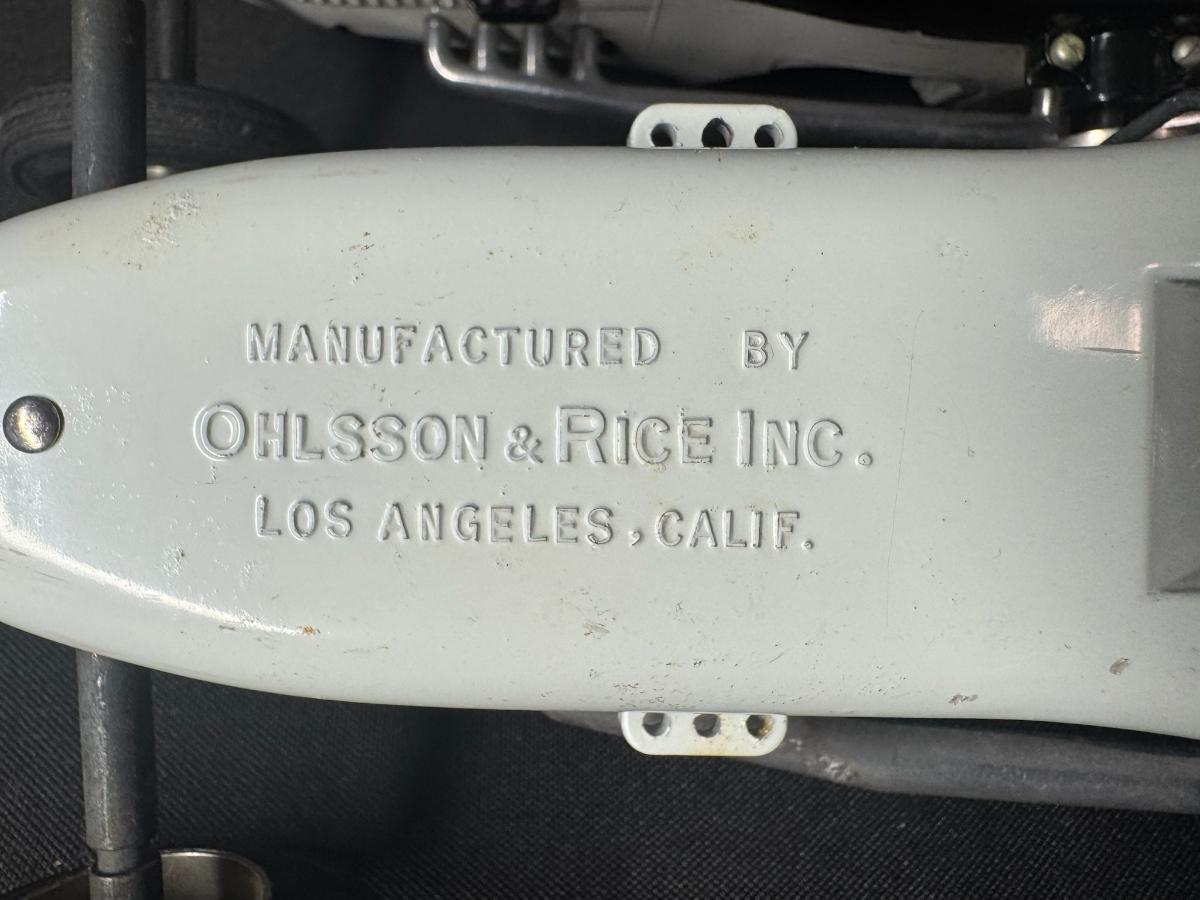 MANUFACTURED BY
OHLSSON & RICE INC.
LOS ANGELES, CALIF.